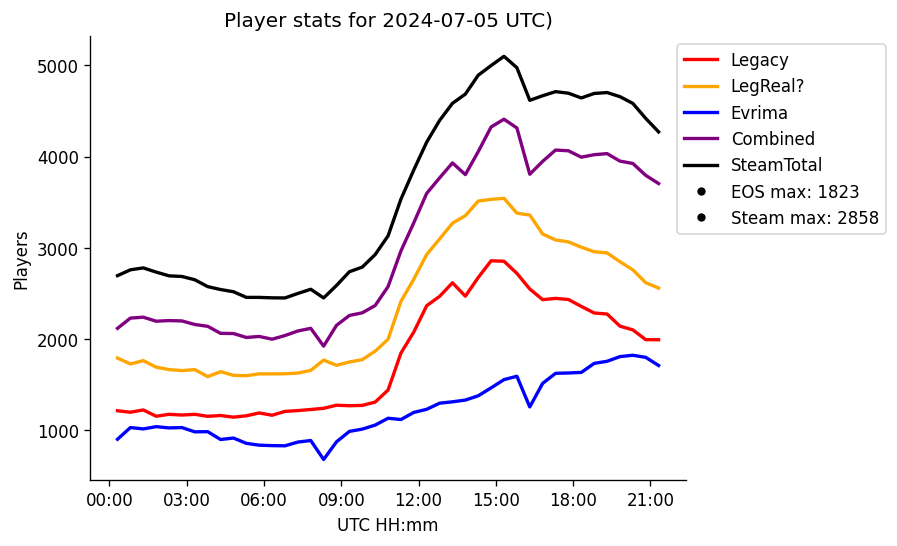 Player stats for 2024-07-05 UTC)
Legacy
LegReal?
Evrima
Combined
SteamTotal
EOS max: 1823
Steam max: 2858
Players
5000
4000
3000
2000
1000
00:00 03:00 06:00 09:00 12:00 15:00 18:00 21:00
UTC HH:mm